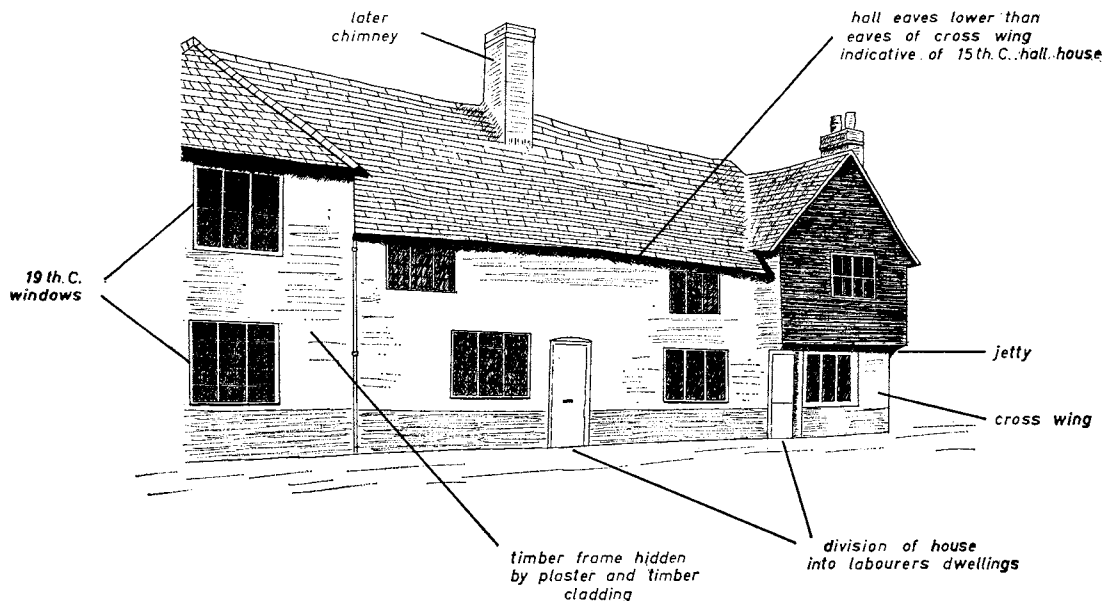 later
chimney
hall eaves lower than
eaves of cross wing
indicative of 15th. C. hall house
19 th. C.
windows
jetty
cross wing
timber frame hidden
by plaster and timber
cladding
division of house
into labourers dwellings